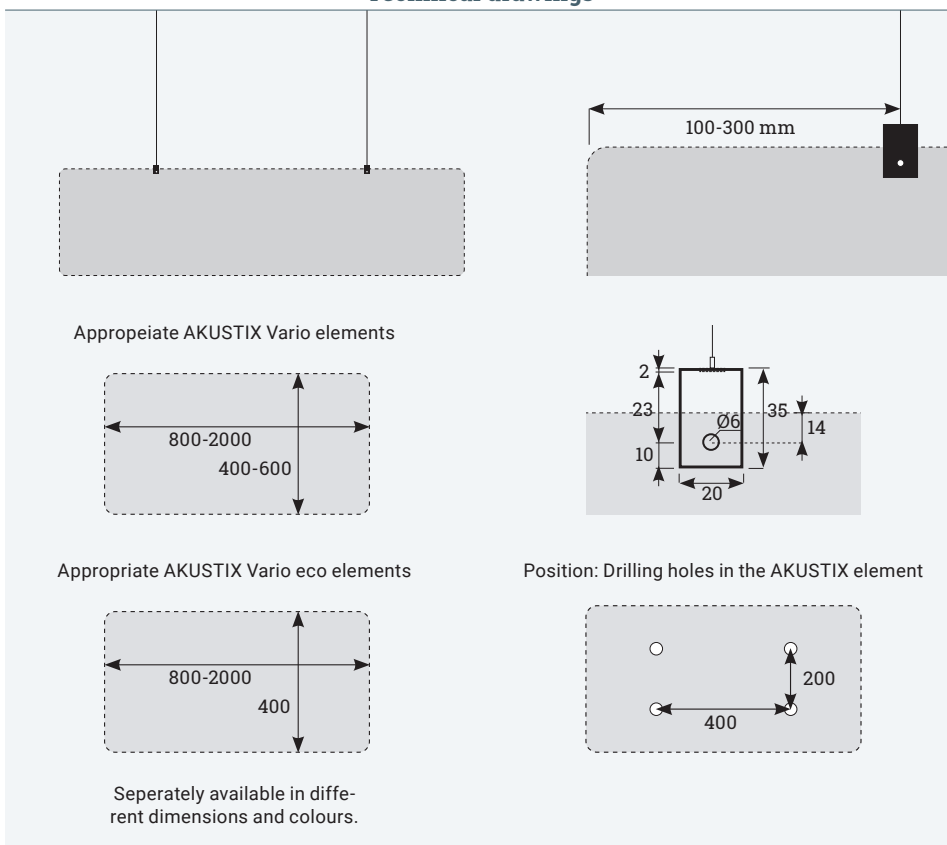 Technical drawings
100-300 mm
Appropeiate AKUSTIX Vario elements
800-2000
400-600
2
23
10
Ø6
35
14
20
Appropriate AKUSTIX Vario eco elements
800-2000
400
Position: Drilling holes in the AKUSTIX element
200
400
Seperately available in diffe-
rent dimensions and colours.